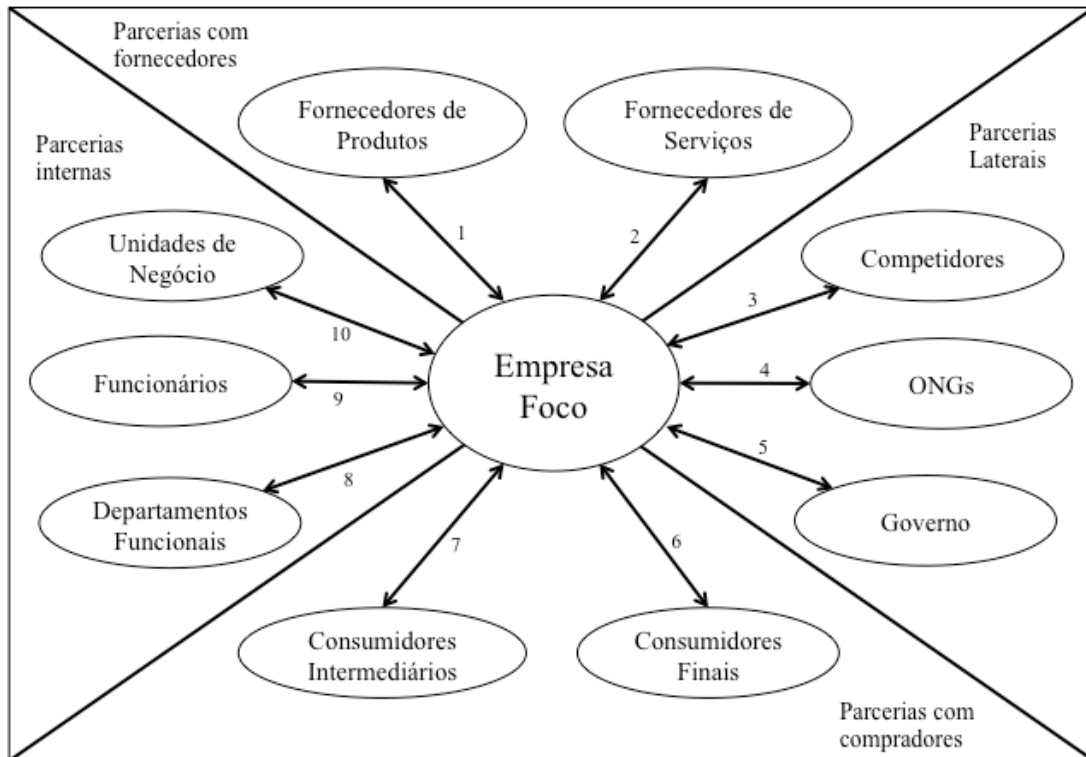 Parcerias com
fornecedores
Fornecedores de
Produtos
Fornecedores de
Serviços
Parcerias
internas
Parcerias
Laterais
Unidades de
Negócio
1
2
Competidores
3
10
Empresa
Foco
Funcionários
9
4
ONGs
5
8
Departamentos
Funcionais
Governo
7
6
Consumidores
Intermediários
Consumidores
Finais
Parcerias com
compradores